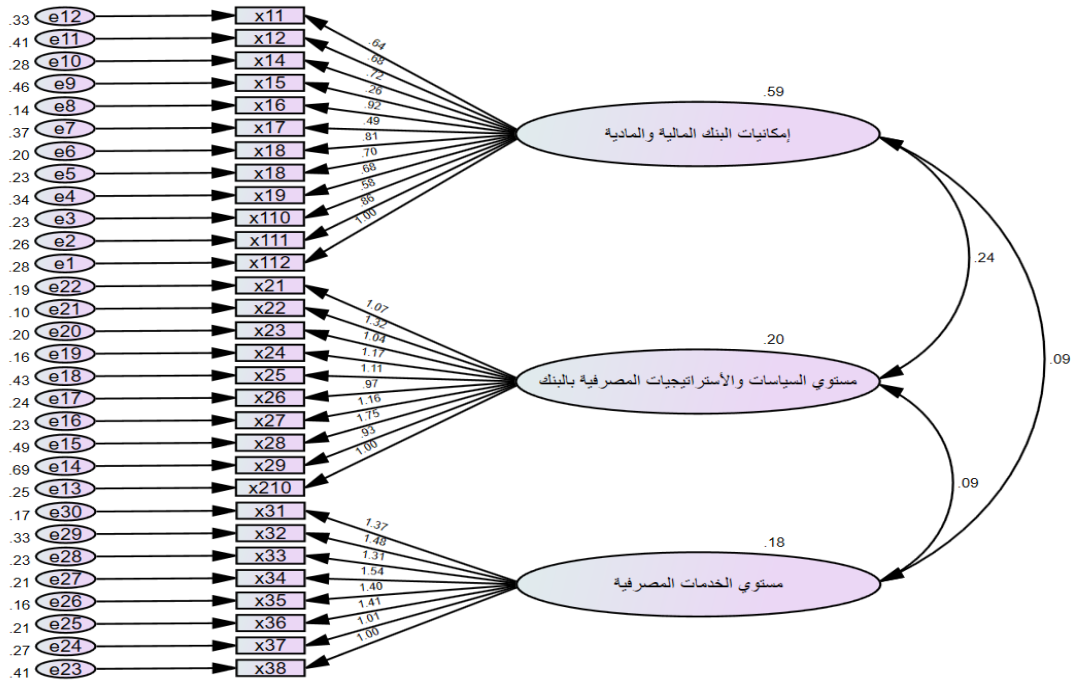 .33 e12 x11 .64
.41 e11 x12 .68
.28 e10 x14 .72
.46 e9 x15 .26
.14 e8 x16 .92
.37 e7 x17 .49
.20 e6 x18 .81
.23 e5 x18 .70
.34 e4 x19 .68
.23 e3 x110 .58
.26 e2 x111 .86
.28 e1 x112 1.00
.59
إمكانيات البنك المالية والمادية
.19 e22 x21 1.07
.10 e21 x22 1.32
.20 e20 x23 1.04
.16 e19 x24 1.17
.43 e18 x25 1.11
.24 e17 x26 .97
.23 e16 x27 1.16
.49 e15 x28 1.75
.69 e14 x29 .93
.25 e13 x210 1.00
.20
مستوي السياسات والأستراتيجيات المصرفية بالبنك
.17 e30 x31 1.37
.33 e29 x32 1.48
.23 e28 x33 1.31
.21 e27 x34 1.54
.16 e26 x35 1.40
.21 e25 x36 1.41
.27 e24 x37 1.01
.41 e23 x38 1.00
.18
مستوي الخدمات المصرفية
.24
.09
.09